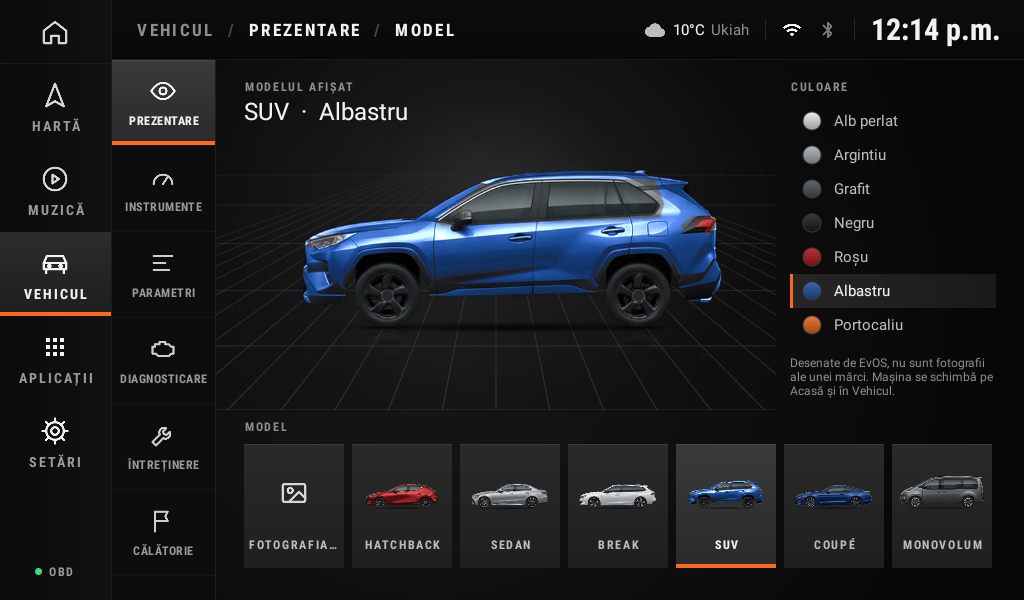 VEHICUL / PREZENTARE / MODEL
10°C Ukiah
12:14 p.m.
HARTĂ
MUZICĂ
VEHICUL
APLICAȚII
SETĂRI
OBD
PREZENTARE
INSTRUMENTE
PARAMETRI
DIAGNOSTICARE
ÎNTREȚINERE
CĂLĂTORIE
MODELUL AFIȘAT
SUV · Albastru
CULOARE
Alb perlat
Argintiu
Grafit
Negru
Roșu
Albastru
Portocaliu
Desenate de EvOS, nu sunt fotografii
ale unei mărci. Mașina se schimbă pe
Acasă și în Vehicul.
MODEL
FOTOGRAFIA…
HATCHBACK
SEDAN
BREAK
SUV
COUPÉ
MONOVOLUM